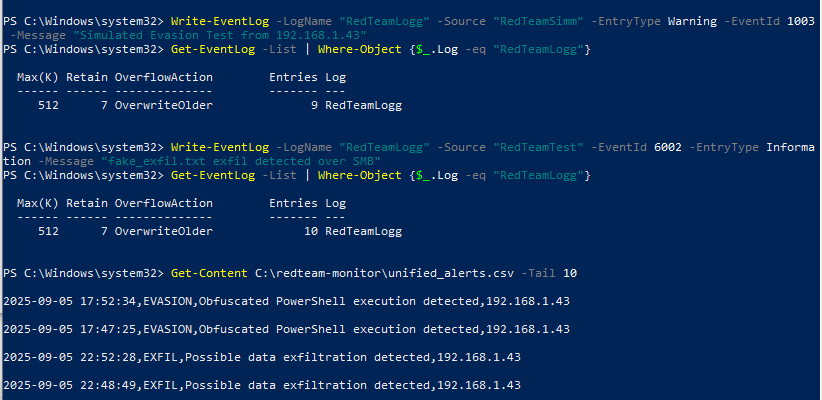 PS C:\Windows\system32> Write-EventLog -LogName "RedTeamLogg" -Source "RedTeamSimm" -EntryType Warning -EventId 1003
-Message "Simulated Evasion Test from 192.168.1.43"
PS C:\Windows\system32> Get-EventLog -List | Where-Object {$_.Log -eq "RedTeamLogg"}
Max(K) Retain OverflowAction Entries Log
------ ------ -------------- ------- ---
512 7 OverwriteOlder 9 RedTeamLogg
PS C:\Windows\system32> Write-EventLog -LogName "RedTeamLogg" -Source "RedTeamTest" -EventId 6002 -EntryType Informa
tion -Message "fake_exfil.txt exfil detected over SMB"
PS C:\Windows\system32> Get-EventLog -List | Where-Object {$_.Log -eq "RedTeamLogg"}
Max(K) Retain OverflowAction Entries Log
------ ------ -------------- ------- ---
512 7 OverwriteOlder 10 RedTeamLogg
PS C:\Windows\system32> Get-Content C:\redteam-monitor\unified_alerts.csv -Tail 10
2025-09-05 17:52:34,EVASION,Obfuscated PowerShell execution detected,192.168.1.43
2025-09-05 17:47:25,EVASION,Obfuscated PowerShell execution detected,192.168.1.43
2025-09-05 22:52:28,EXFIL,Possible data exfiltration detected,192.168.1.43
2025-09-05 22:48:49,EXFIL,Possible data exfiltration detected,192.168.1.43